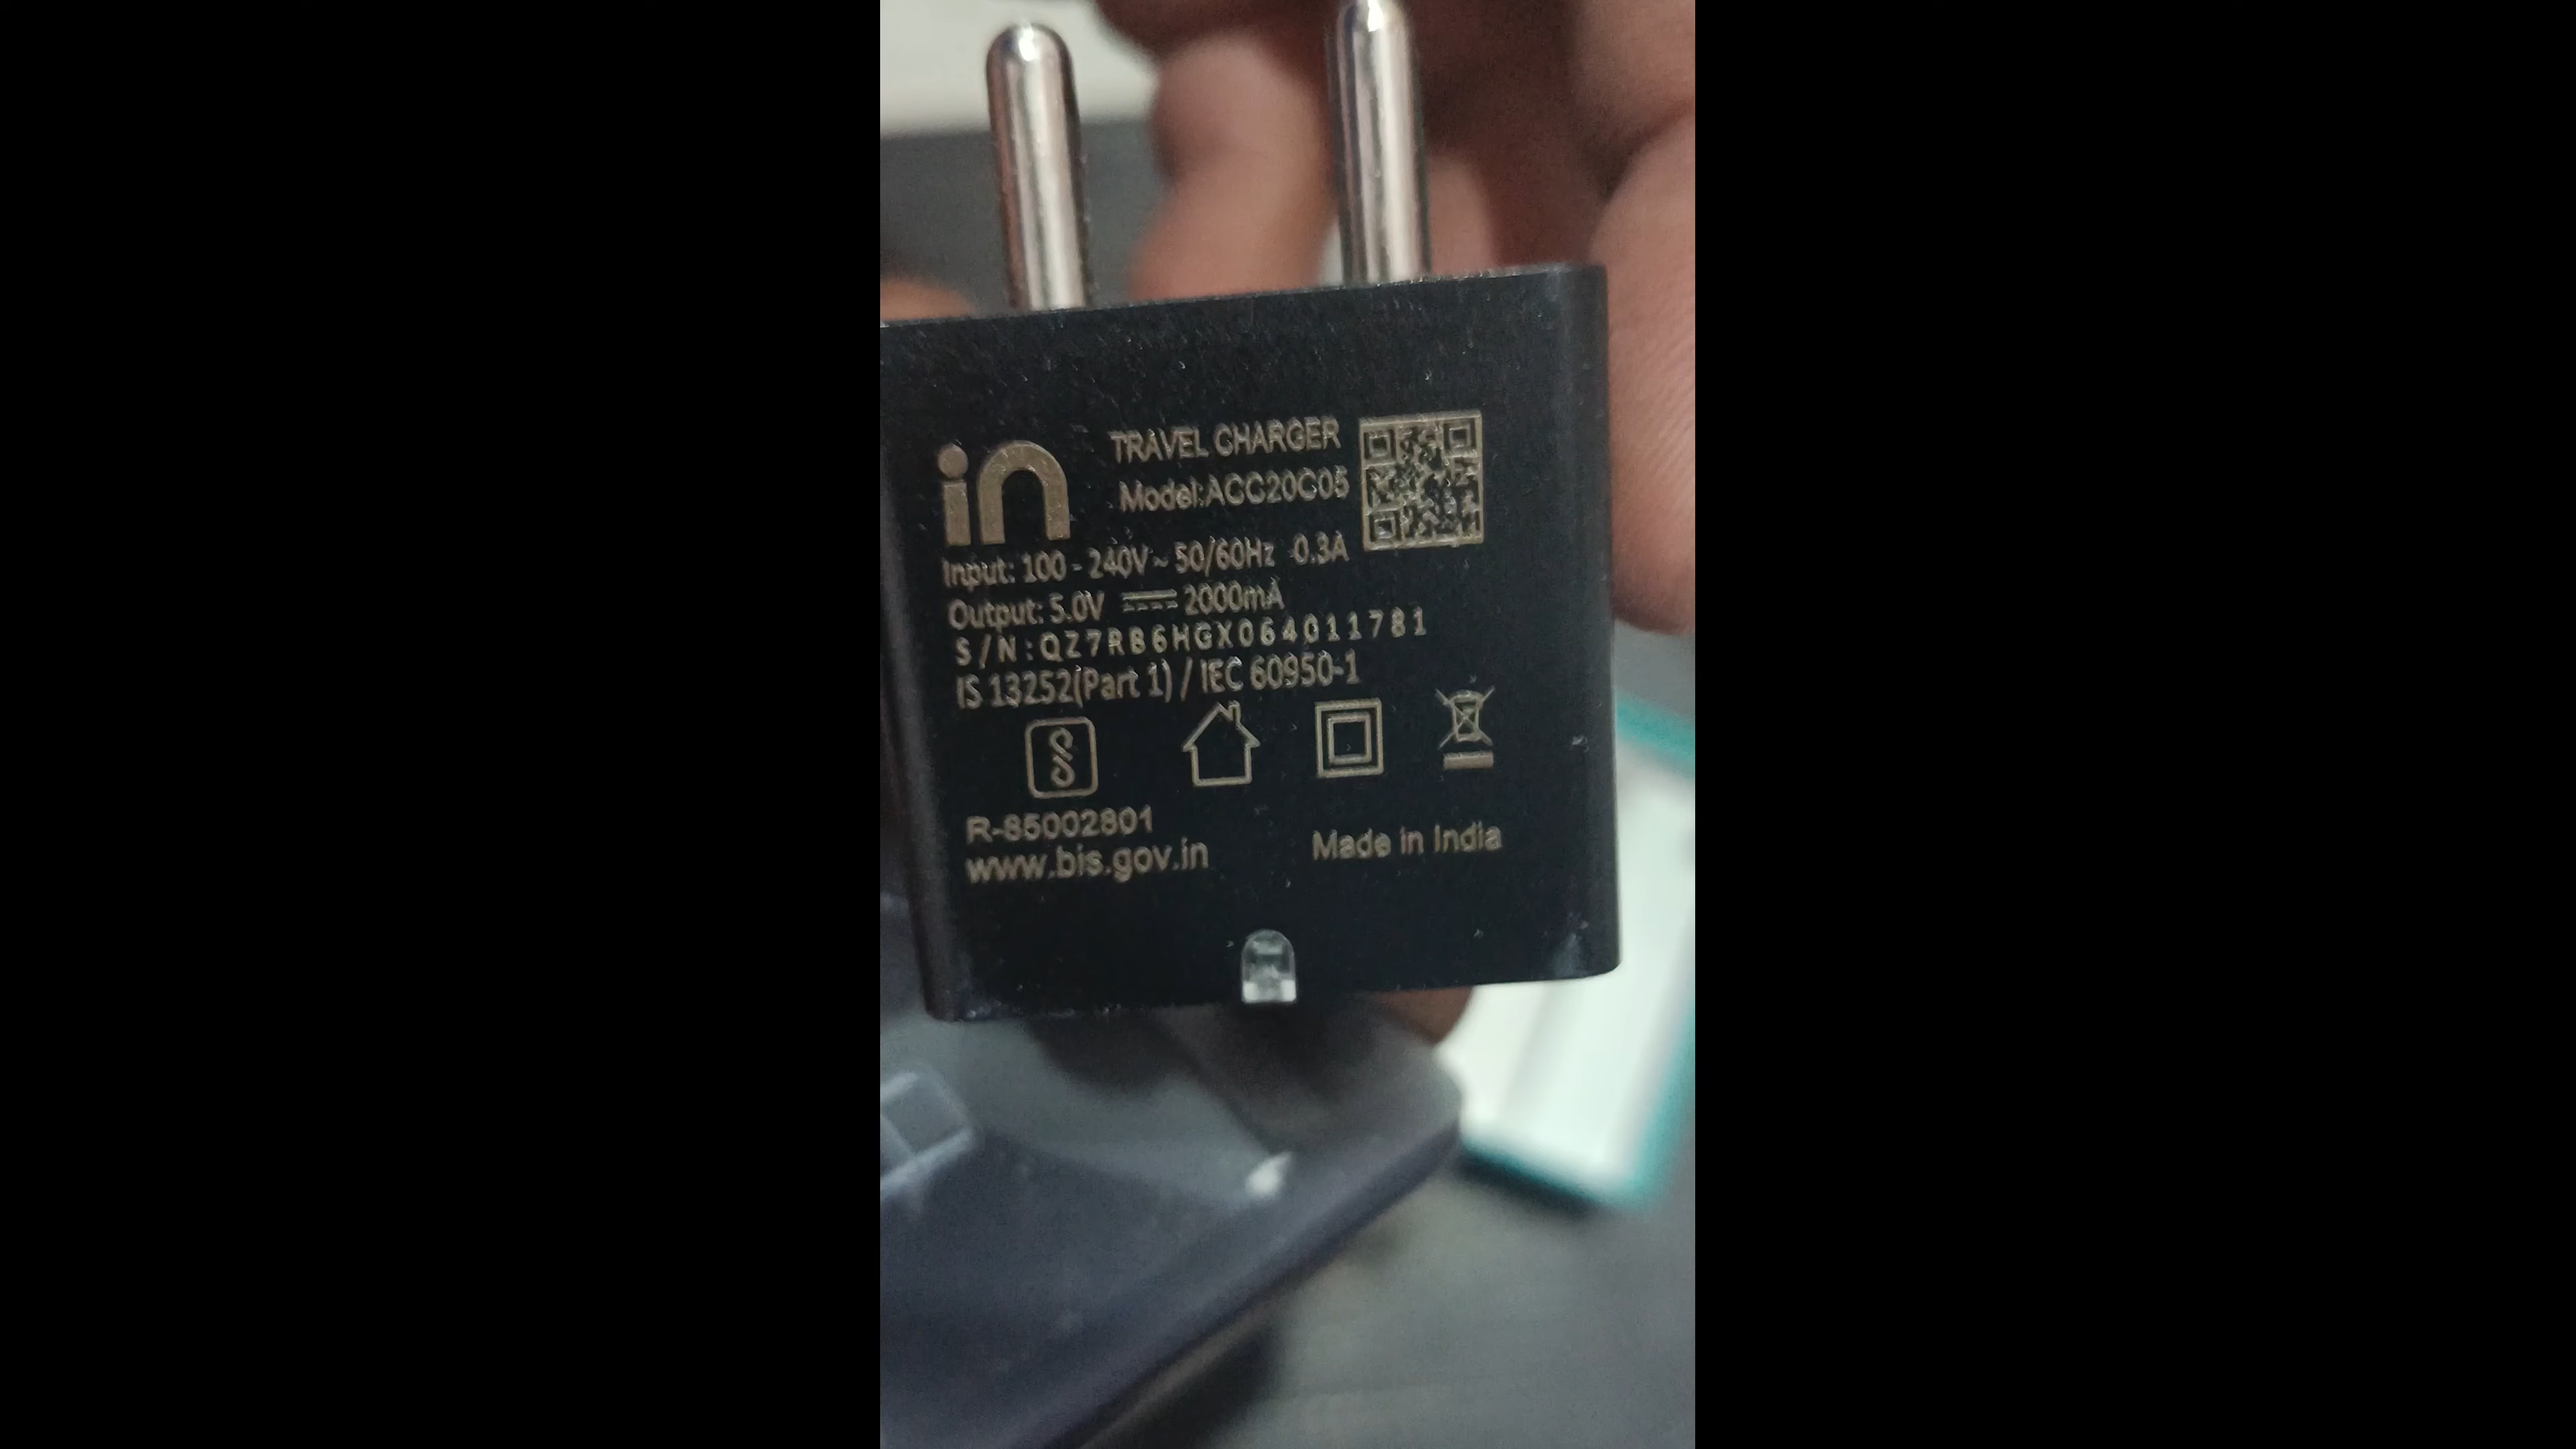 in
TRAVEL CHARGER
Model:ACC20C05
Input: 100 - 240V ~ 50/60Hz 0.3A
Output: 5.0V ⎓ 2000mA
S/N:QZ7RB6HGX064011781
IS 13252(Part 1) / IEC 60950-1
R-85002801
www.bis.gov.in
Made in India